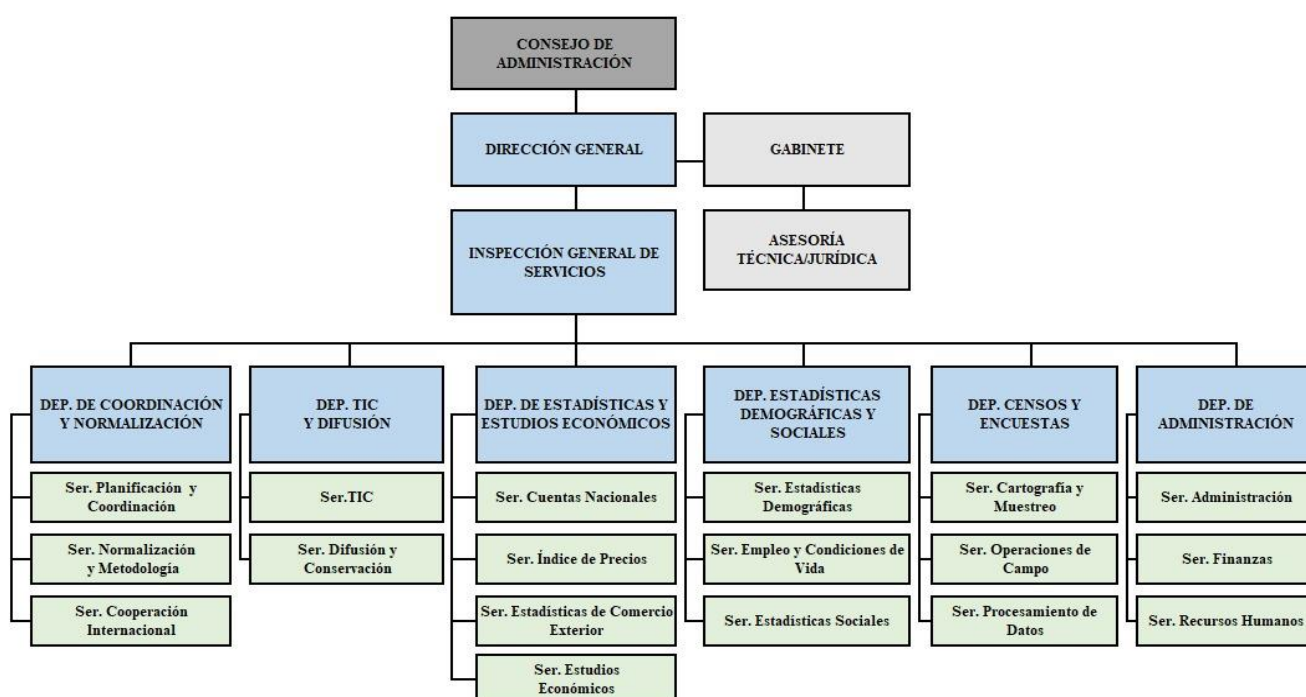 CONSEJO DE
ADMINISTRACIÓN
DIRECCIÓN GENERAL
GABINETE
INSPECCIÓN GENERAL DE
SERVICIOS
ASESORÍA
TÉCNICA/JURÍDICA
DEP. DE COORDINACIÓN
Y NORMALIZACIÓN
Ser. Planificación y
Coordinación
Ser. Normalización
y Metodología
Ser. Cooperación
Internacional
DEP. TIC
Y DIFUSIÓN
Ser.TIC
Ser. Difusión y
Conservación
DEP. DE ESTADÍSTICAS Y
ESTUDIOS ECONÓMICOS
Ser. Cuentas Nacionales
Ser. Índice de Precios
Ser. Estadísticas de Comercio
Exterior
Ser. Estudios
Económicos
DEP. ESTADÍSTICAS
DEMOGRÁFICAS Y
SOCIALES
Ser. Estadísticas
Demográficas
Ser. Empleo y Condiciones de
Vida
Ser. Estadísticas Sociales
DEP. CENSOS Y
ENCUESTAS
Ser. Cartografía y
Muestreo
Ser. Operaciones de
Campo
Ser. Procesamiento de
Datos
DEP. DE
ADMINISTRACIÓN
Ser. Administración
Ser. Finanzas
Ser. Recursos Humanos